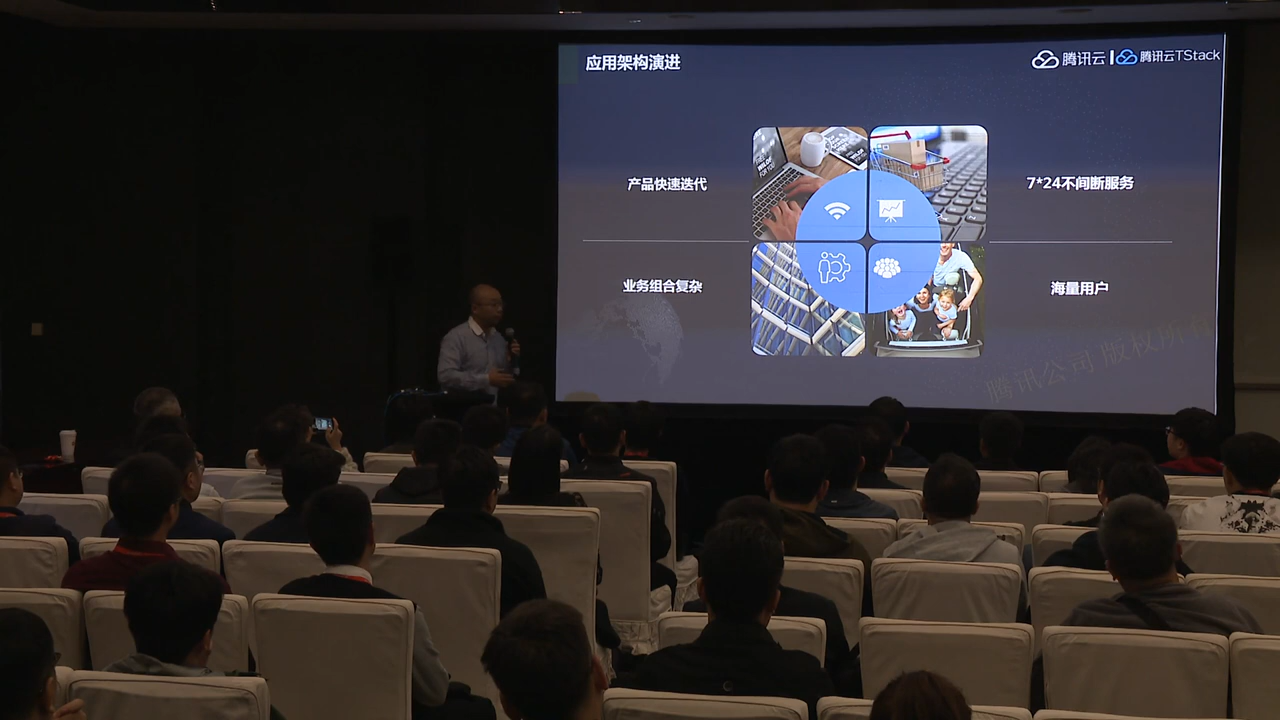 应用架构演进
腾讯云 | 腾讯云TStack
产品快速迭代
7*24不间断服务
业务组合复杂
海量用户
腾讯公司 版权所